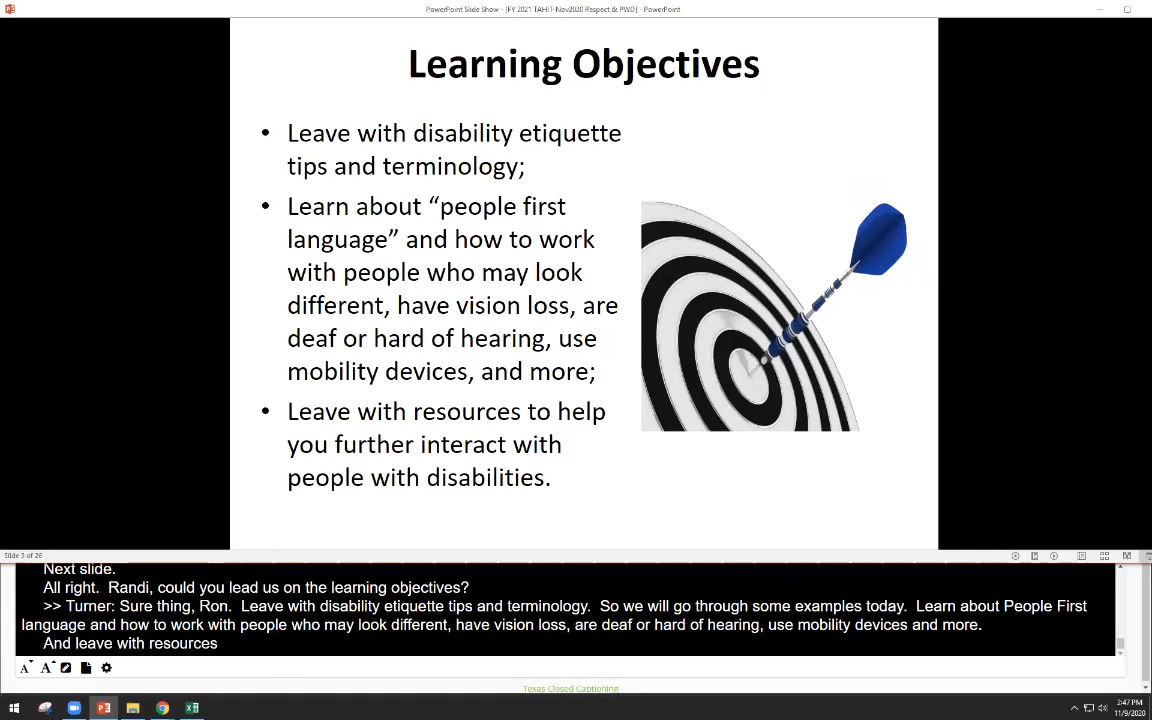 PowerPoint Slide Show - [FY 2021 TAHIT-Nov2020 Respect & PWD] - PowerPoint
Learning Objectives
• Leave with disability etiquette
tips and terminology;
• Learn about “people first
language” and how to work
with people who may look
different, have vision loss, are
deaf or hard of hearing, use
mobility devices, and more;
• Leave with resources to help
you further interact with
people with disabilities.
Slide 3 of 26
Next slide.
All right. Randi, could you lead us on the learning objectives?
>> Turner: Sure thing, Ron. Leave with disability etiquette tips and terminology. So we will go through some examples today. Learn about People First
language and how to work with people who may look different, have vision loss, are deaf or hard of hearing, use mobility devices and more.
And leave with resources
A A
Texas Closed Captioning
2:47 PM
11/9/2020